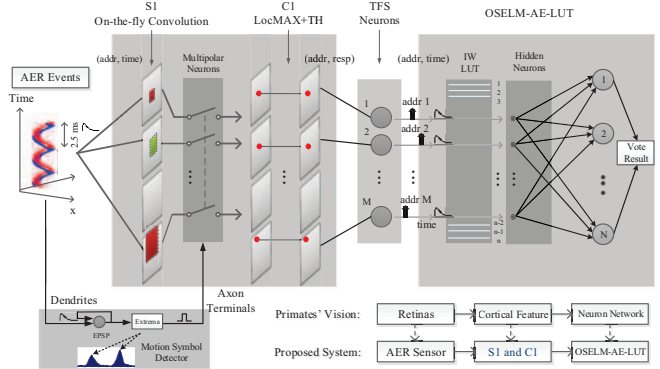 S1
On-the-fly Convolution
C1
LocMAX+TH
TFS
Neurons
OSELM-AE-LUT
(addr, time)
(addr, resp)
(addr, time)
AER Events
Multipolar
Neurons
IW
LUT
Hidden
Neurons
Time
2.5 ms
x
1
2
M
addr 1
addr 2
addr M
time
1
2
3
n-2
n-1
n
1
2
N
Vote
Result
Dendrites
Axon
Terminals
EPSP
Extrema
Motion Symbol
Detector
Primates' Vision:
Retinas
Cortical Feature
Neuron Network
Proposed System:
AER Sensor
S1 and C1
OSELM-AE-LUT